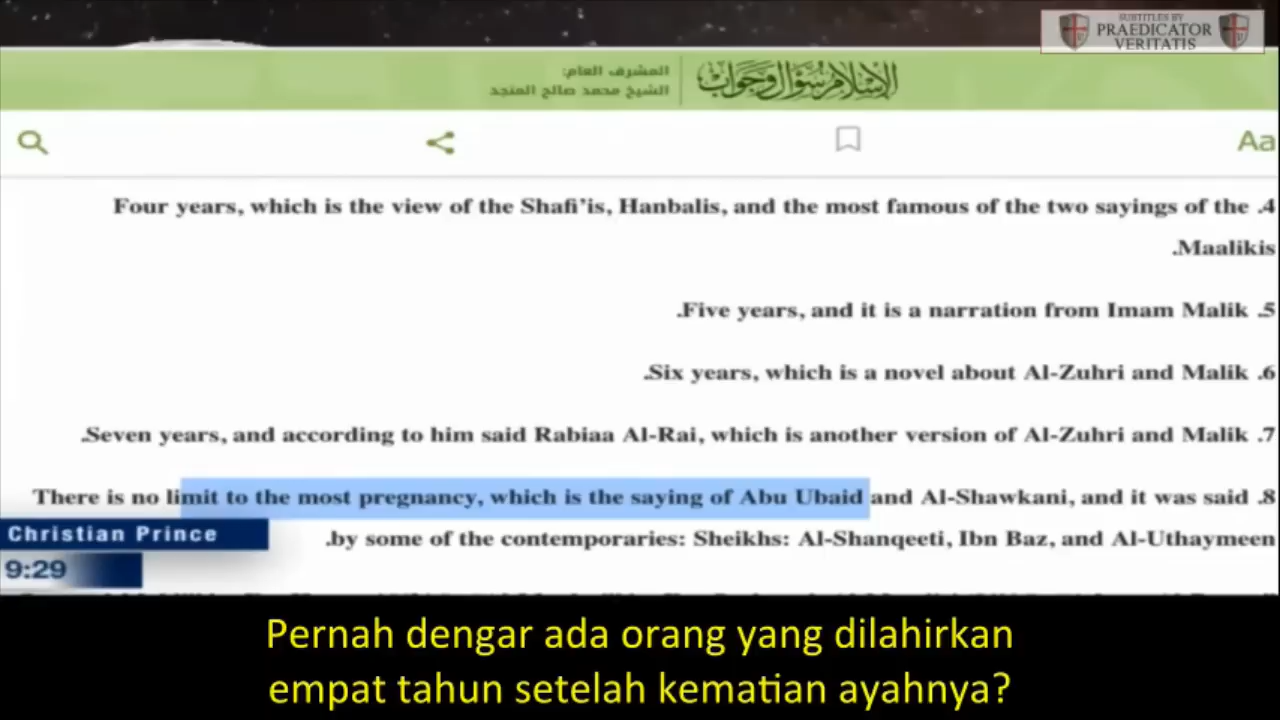 SUBTITLES BY
PRAEDICATOR
VERITATIS
الإسلام سؤال وجواب
المشرف العام:
الشيخ محمد صالح المنجد
Aa
Four years, which is the view of the Shafi'is, Hanbalis, and the most famous of the two sayings of the .4
.Maalikis
.Five years, and it is a narration from Imam Malik .5
.Six years, which is a novel about Al-Zuhri and Malik .6
.Seven years, and according to him said Rabiaa Al-Rai, which is another version of Al-Zuhri and Malik .7
There is no limit to the most pregnancy, which is the saying of Abu Ubaid and Al-Shawkani, and it was said .8
.by some of the contemporaries: Sheikhs: Al-Shanqeeti, Ibn Baz, and Al-Uthaymeen
Christian Prince
9:29
Pernah dengar ada orang yang dilahirkan
empat tahun setelah kematian ayahnya?